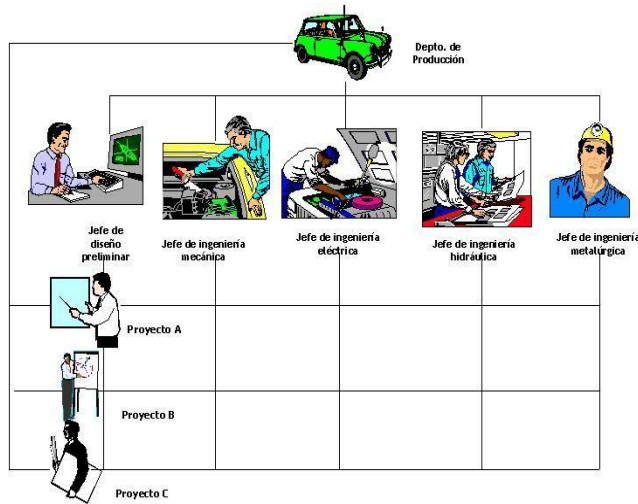 Depto. de
Producción
Jefe de
diseño
preliminar
Jefe de ingeniería
mecánica
Jefe de ingeniería
eléctrica
Jefe de ingeniería
hidráulica
Jefe de ingeniería
metalúrgica
Proyecto A
Proyecto B
Proyecto C